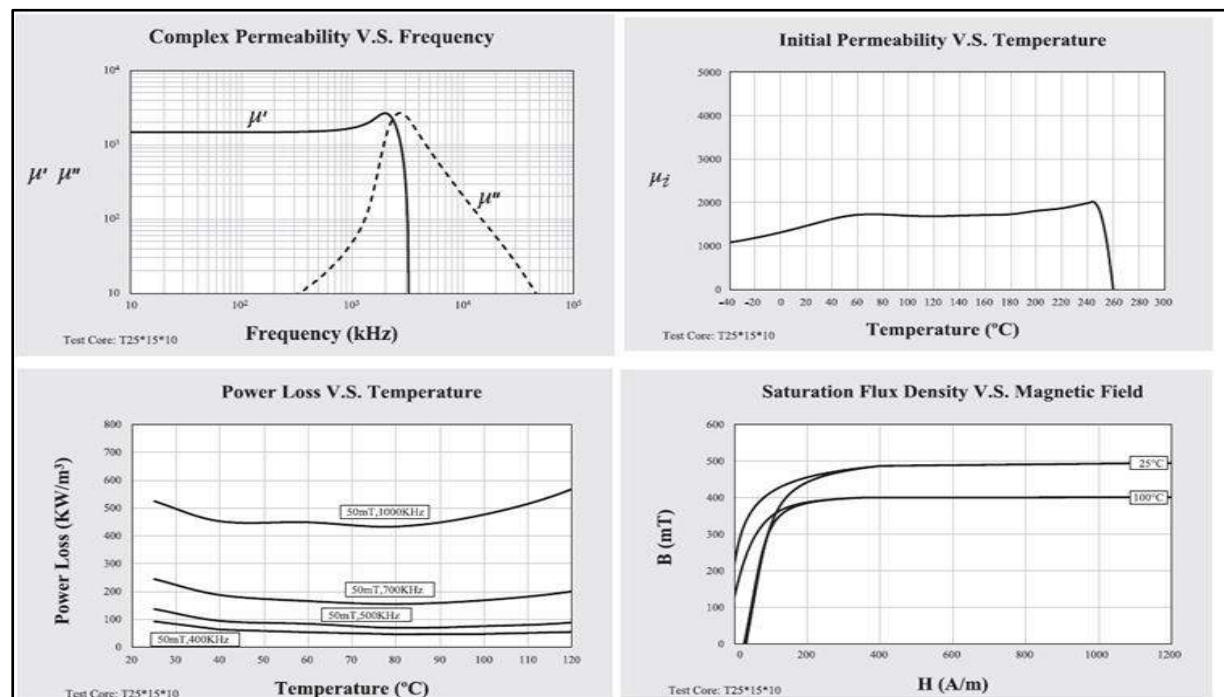 Complex Permeability V.S. Frequency
10⁴
10³
10²
10
μ' μ"
μ'
μ"
10 10² 10³ 10⁴ 10⁵
Frequency (kHz)
Test Core: T25*15*10
Initial Permeability V.S. Temperature
5000
4000
3000
2000
1000
0
μi
-40 -20 0 20 40 60 80 100 120 140 160 180 200 220 240 260 280 300
Temperature (ºC)
Test Core: T25*15*10
Power Loss V.S. Temperature
Power Loss (KW/m³)
800
700
600
500
400
300
200
100
0
50mT,1000KHz
50mT,700KHz
50mT,500KHz
50mT,400KHz
20 30 40 50 60 70 80 90 100 110 120
Temperature (ºC)
Test Core: T25*15*10
Saturation Flux Density V.S. Magnetic Field
B (mT)
600
500
400
300
200
100
0
25°C
100°C
0 200 400 600 800 1000 1200
H (A/m)
Test Core: T25*15*10